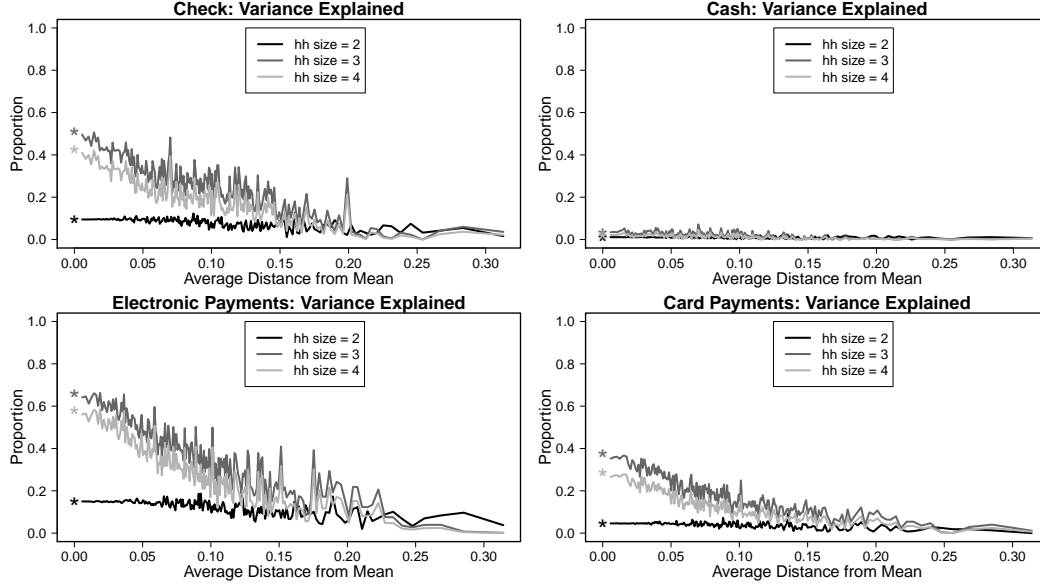 Check: Variance Explained
Proportion
1.0
0.8
0.6
0.4
0.2
0.0
hh size = 2
hh size = 3
hh size = 4
*
*
*
0.00 0.05 0.10 0.15 0.20 0.25 0.30
Average Distance from Mean
Cash: Variance Explained
Proportion
1.0
0.8
0.6
0.4
0.2
0.0
hh size = 2
hh size = 3
hh size = 4
*
*
*
0.00 0.05 0.10 0.15 0.20 0.25 0.30
Average Distance from Mean
Electronic Payments: Variance Explained
Proportion
1.0
0.8
0.6
0.4
0.2
0.0
hh size = 2
hh size = 3
hh size = 4
*
*
*
0.00 0.05 0.10 0.15 0.20 0.25 0.30
Average Distance from Mean
Card Payments: Variance Explained
Proportion
1.0
0.8
0.6
0.4
0.2
0.0
hh size = 2
hh size = 3
hh size = 4
*
*
*
0.00 0.05 0.10 0.15 0.20 0.25 0.30
Average Distance from Mean